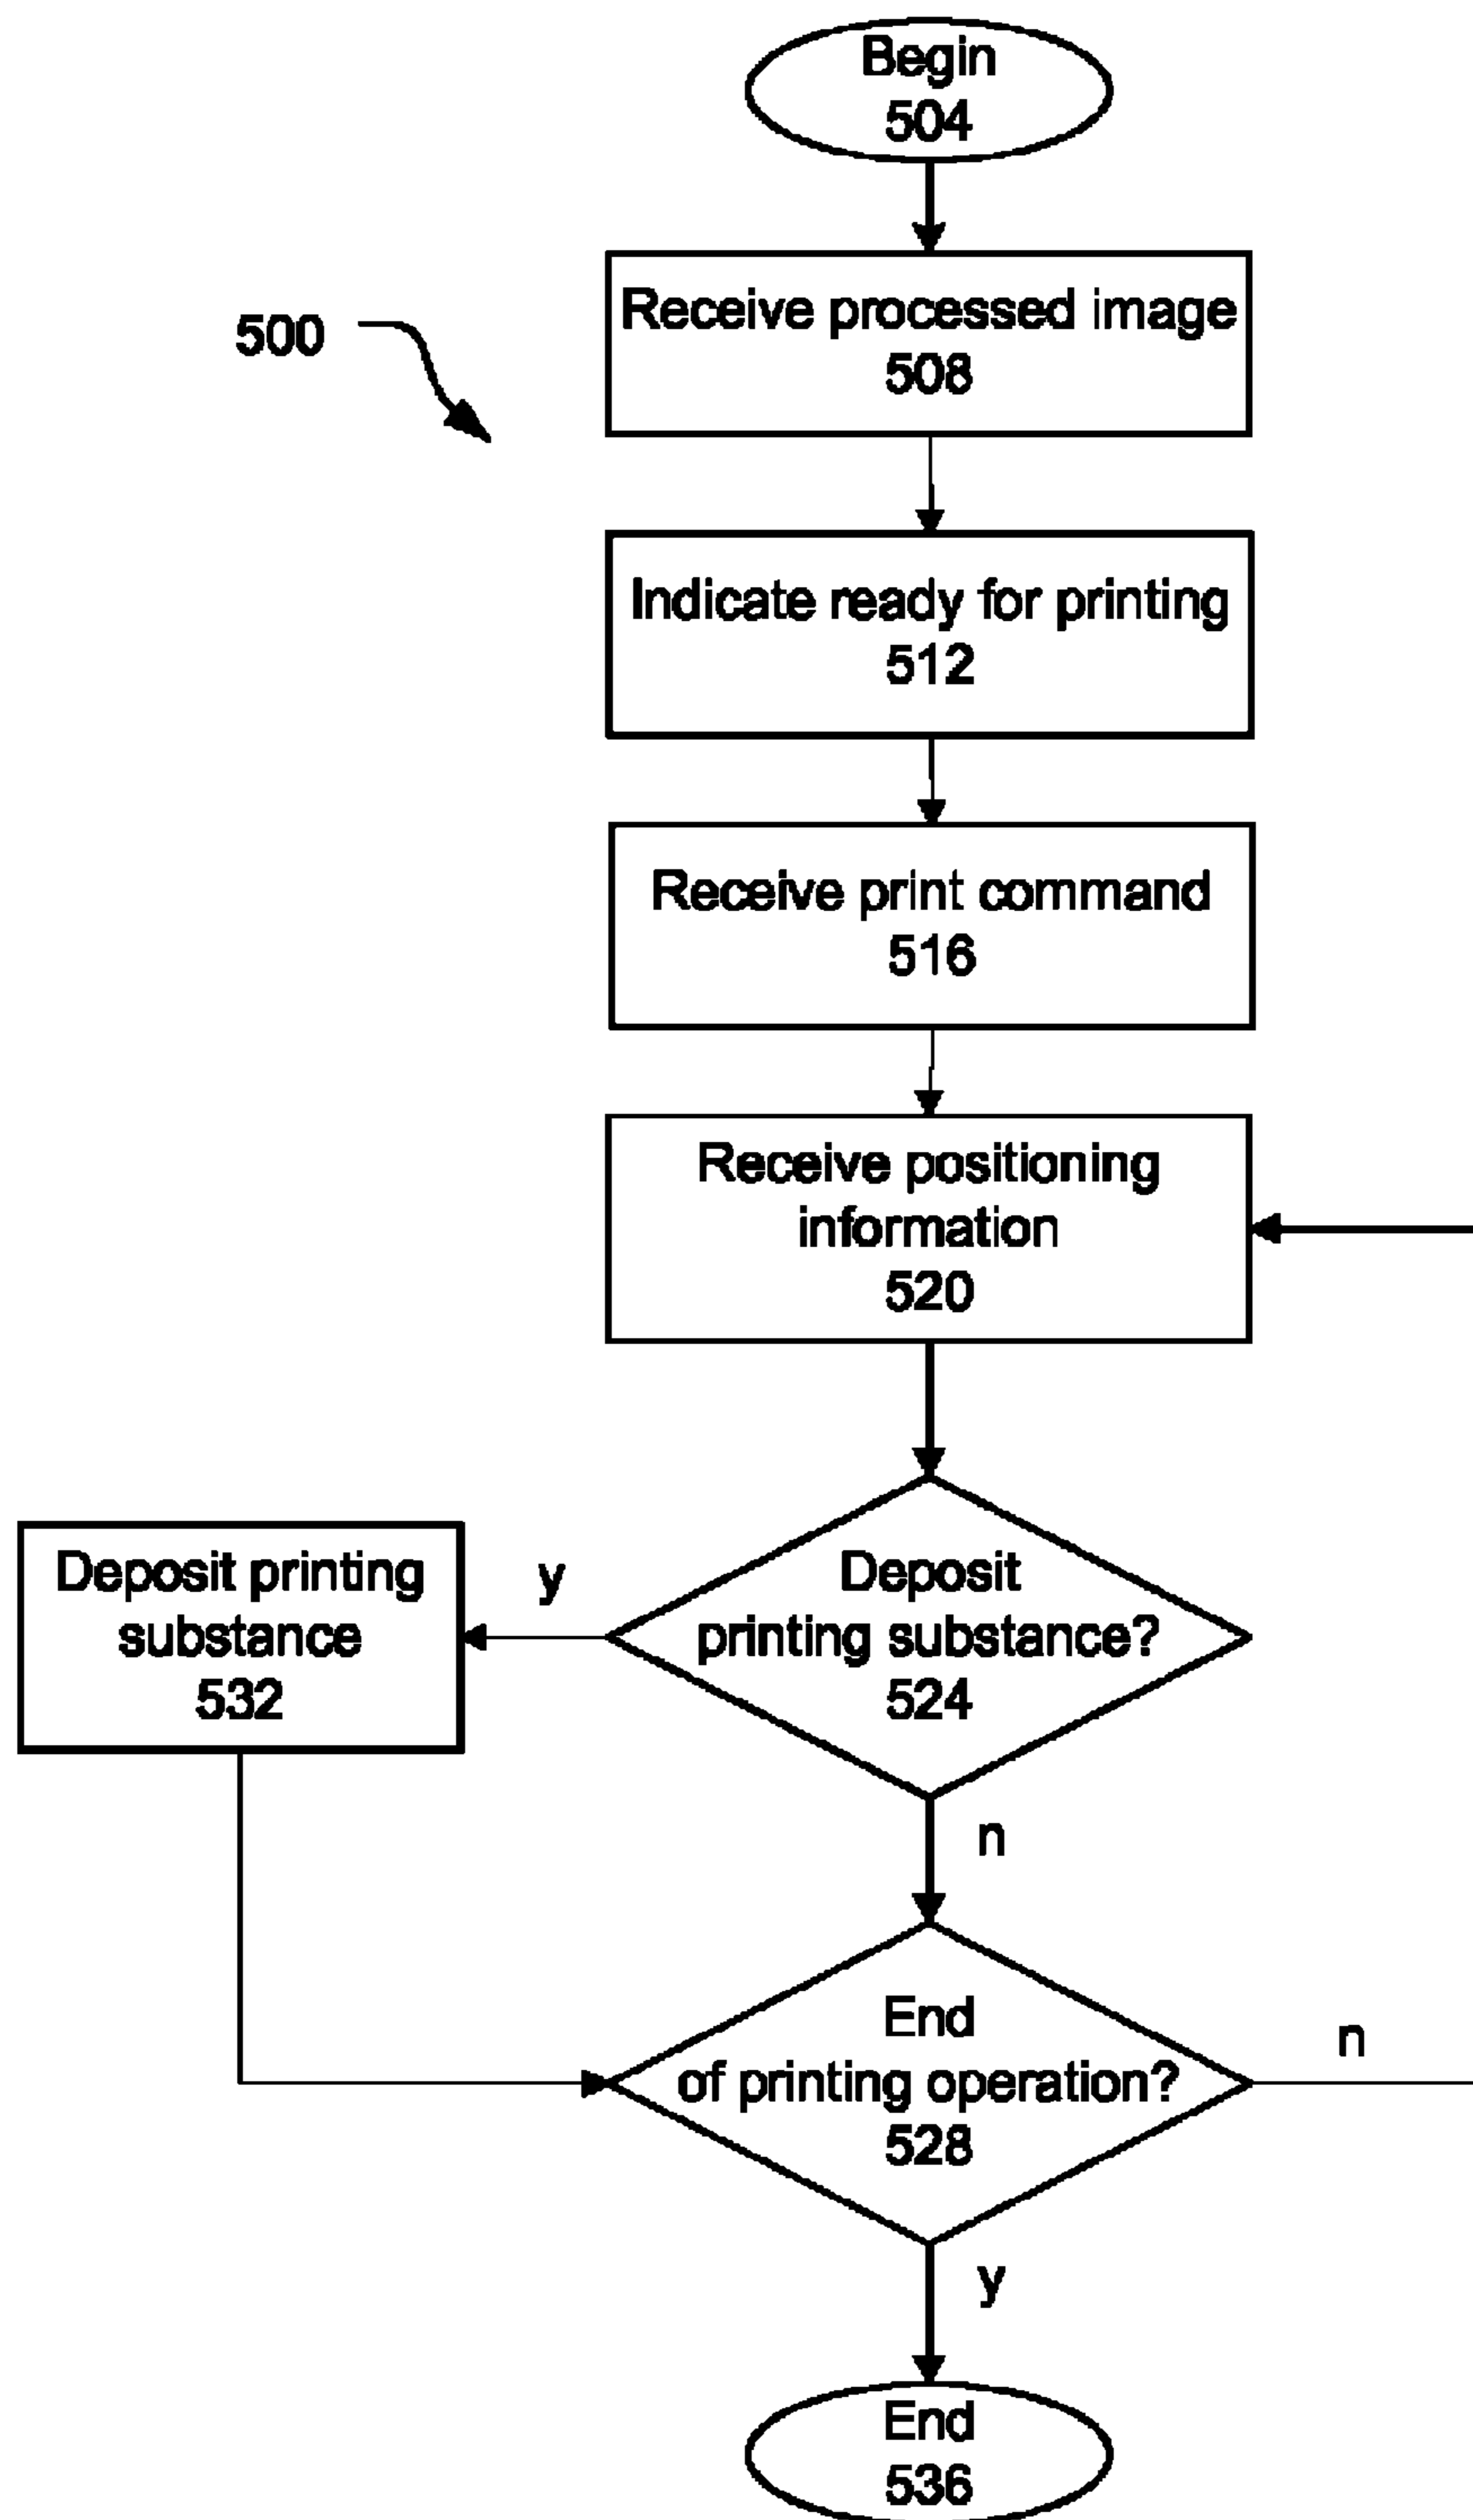 Begin
504
500
Receive processed image
508
Indicate ready for printing
512
Receive print command
516
Receive positioning
information
520
Deposit
printing substance?
524
y
Deposit printing
substance
532
n
End
of printing operation?
528
n
y
End
536